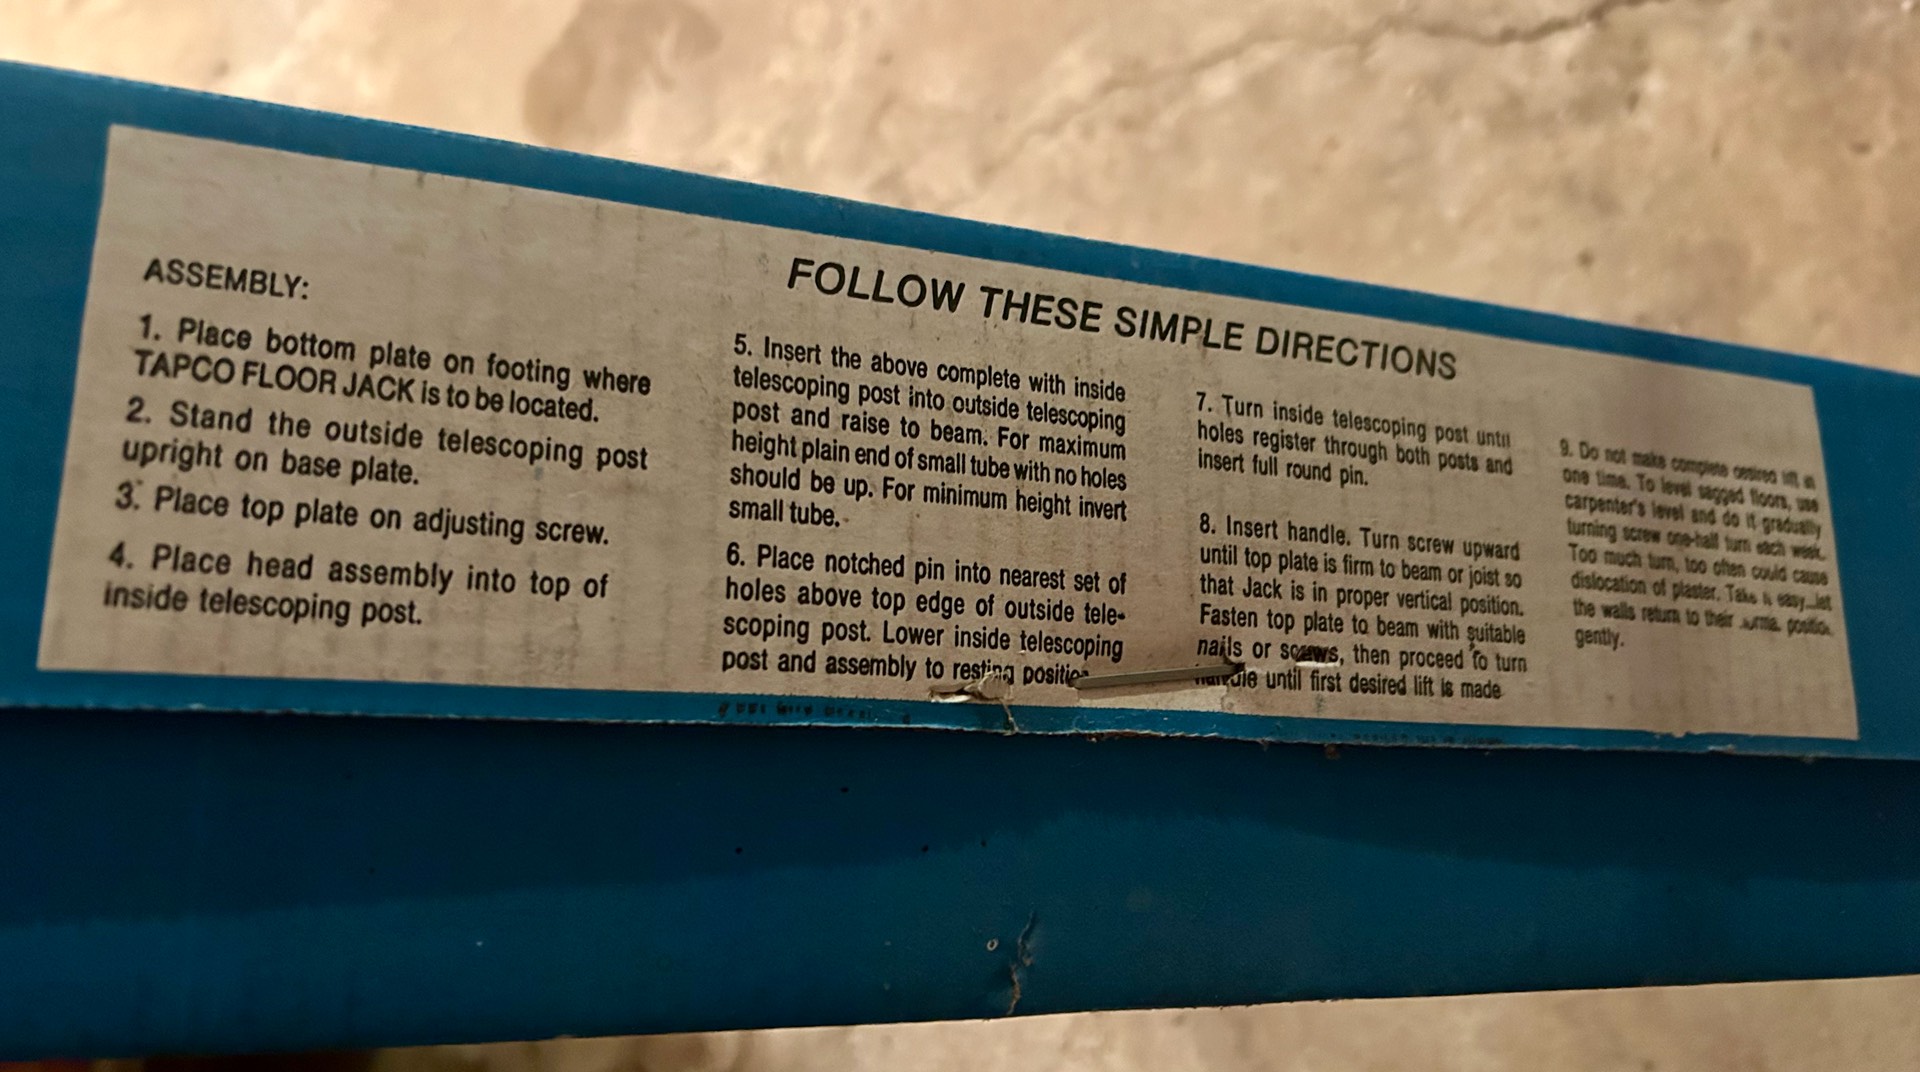 FOLLOW THESE SIMPLE DIRECTIONS
ASSEMBLY:
1. Place bottom plate on footing where
TAPCO FLOOR JACK is to be located.
2. Stand the outside telescoping post
upright on base plate.
3. Place top plate on adjusting screw.
4. Place head assembly into top of
inside telescoping post.
5. Insert the above complete with inside
telescoping post into outside telescoping
post and raise to beam. For maximum
height plain end of small tube with no holes
should be up. For minimum height invert
small tube.
6. Place notched pin into nearest set of
holes above top edge of outside tele-
scoping post. Lower inside telescoping
post and assembly to resting position
7. Turn inside telescoping post until
holes register through both posts and
insert full round pin.
8. Insert handle. Turn screw upward
until top plate is firm to beam or joist so
that Jack is in proper vertical position.
Fasten top plate to beam with suitable
nails or screws, then proceed to turn
handle until first desired lift is made
9. Do not make complete desired lift at
one time. To level sagged floors, use
carpenter's level and do it gradually
turning screw one-half turn each week.
Too much turn, too often could cause
dislocation of plaster. Take it easy...let
the walls return to their position
gently.